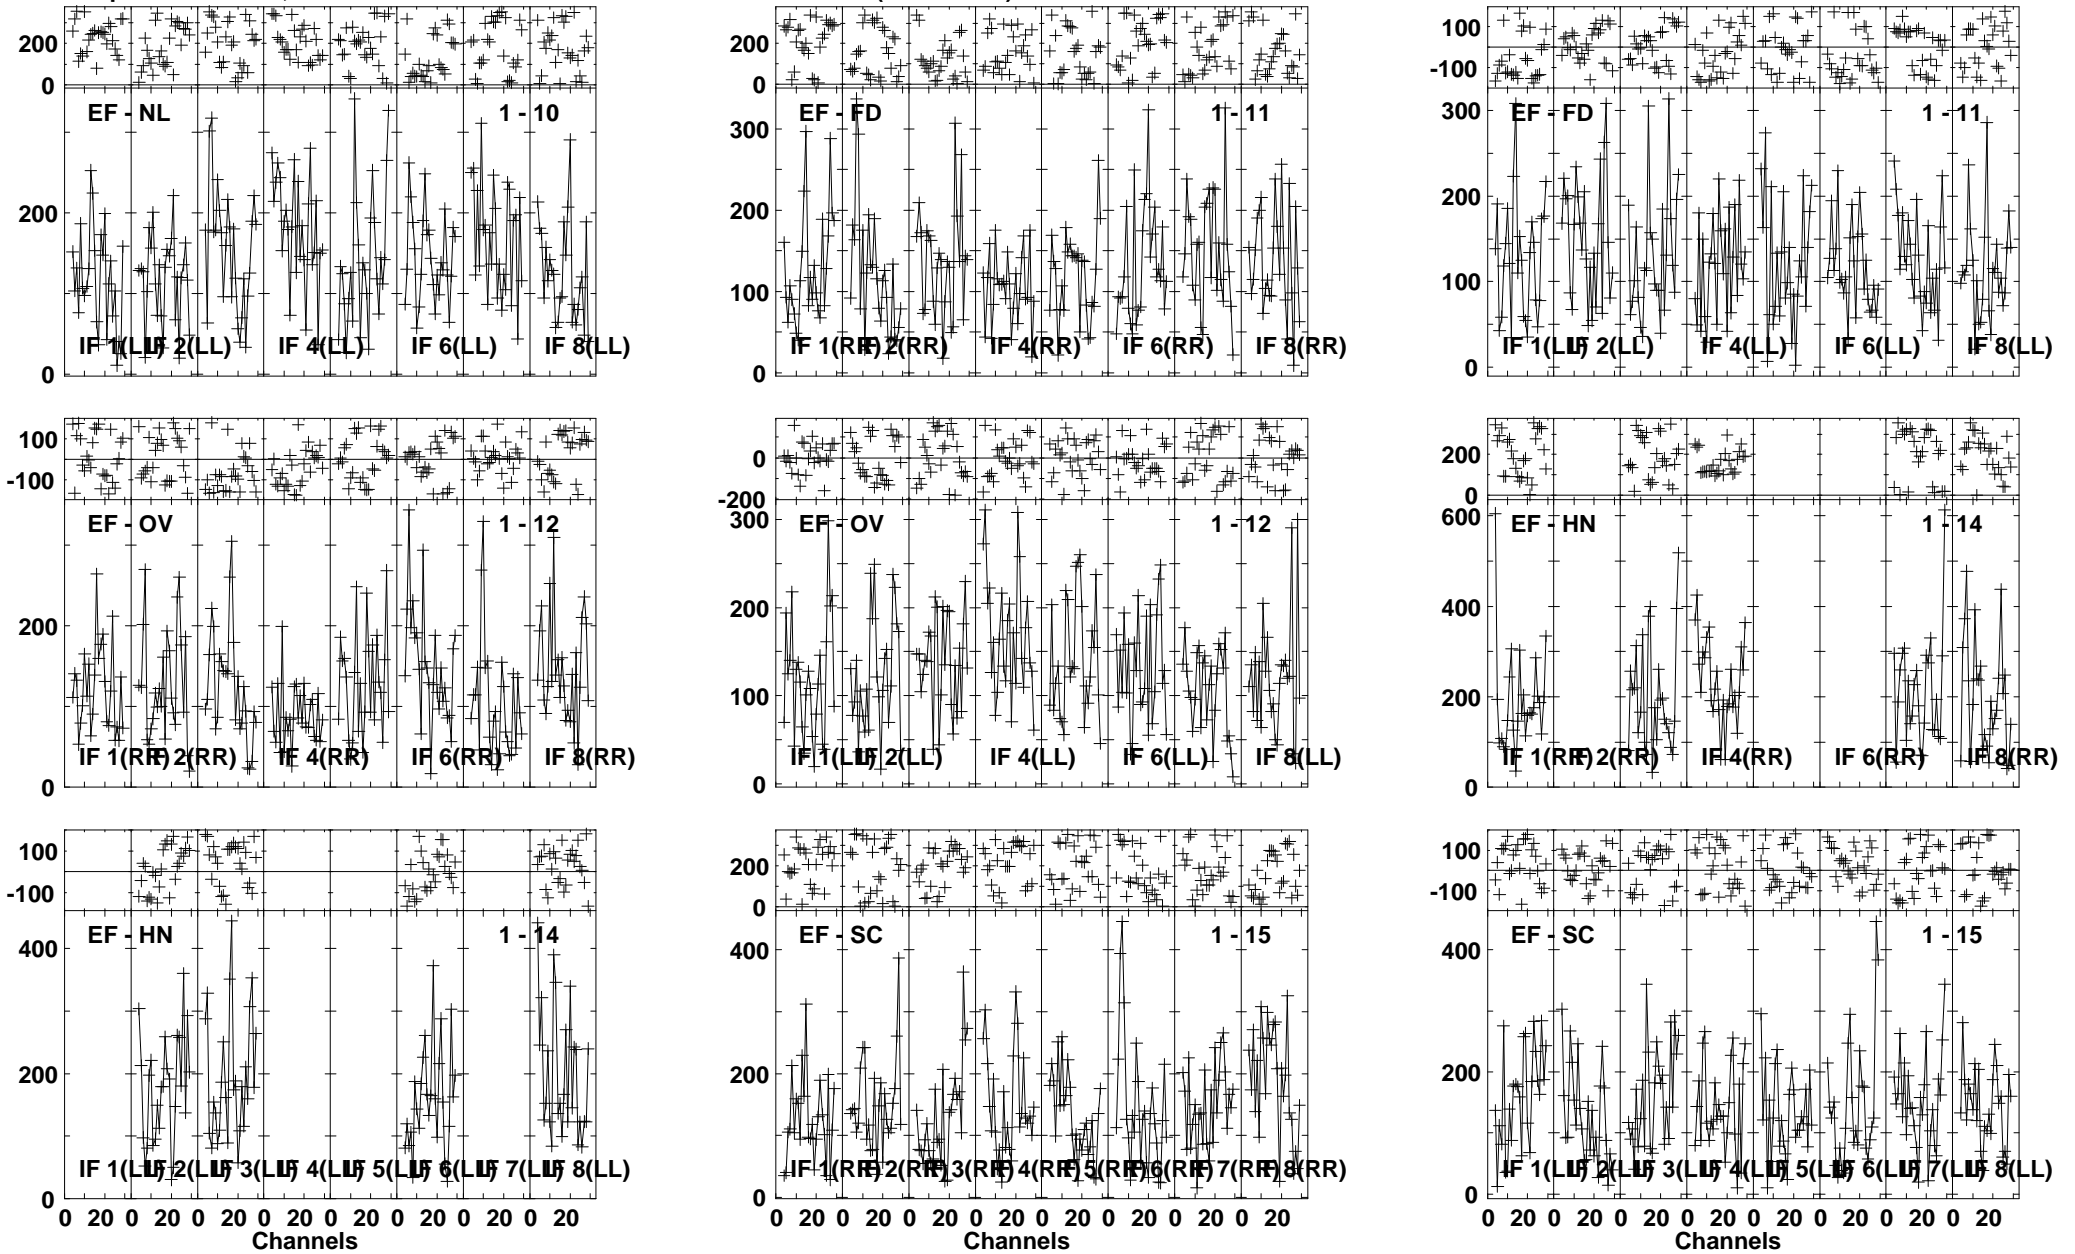 200
0
EF - NL 1 - 10
200
0
IF 1(LL) IF 2(LL) IF 4(LL) IF 6(LL) IF 8(LL)
200
0
EF - FD 1 - 11
300
200
100
0
IF 1(RR) IF 2(RR) IF 4(RR) IF 6(RR) IF 8(RR)
100
-100
EF - FD 1 - 11
300
200
100
0
IF 1(LL) IF 2(LL) IF 4(LL) IF 6(LL) IF 8(LL)
100
-100
EF - OV 1 - 12
200
0
IF 1(RR) IF 2(RR) IF 4(RR) IF 6(RR) IF 8(RR)
0
-200
EF - OV 1 - 12
300
200
100
0
IF 1(LL) IF 2(LL) IF 4(LL) IF 6(LL) IF 8(LL)
200
0
EF - HN 1 - 14
600
400
200
0
IF 1(RR) IF 2(RR) IF 4(RR) IF 6(RR) IF 8(RR)
100
-100
EF - HN 1 - 14
400
200
0
IF 1(LL) IF 2(LL) IF 3(LL) IF 4(LL) IF 5(LL) IF 6(LL) IF 7(LL) IF 8(LL)
0 20 0 20 0 20 0 20 0 20 0 20 0 20 0 20
Channels
200
0
EF - SC 1 - 15
400
200
0
IF 1(RR) IF 2(RR) IF 3(RR) IF 4(RR) IF 5(RR) IF 6(RR) IF 7(RR) IF 8(RR)
0 20 0 20 0 20 0 20 0 20 0 20 0 20 0 20
Channels
100
-100
EF - SC 1 - 15
400
200
0
IF 1(LL) IF 2(LL) IF 3(LL) IF 4(LL) IF 5(LL) IF 6(LL) IF 7(LL) IF 8(LL)
0 20 0 20 0 20 0 20 0 20 0 20 0 20 0 20
Channels